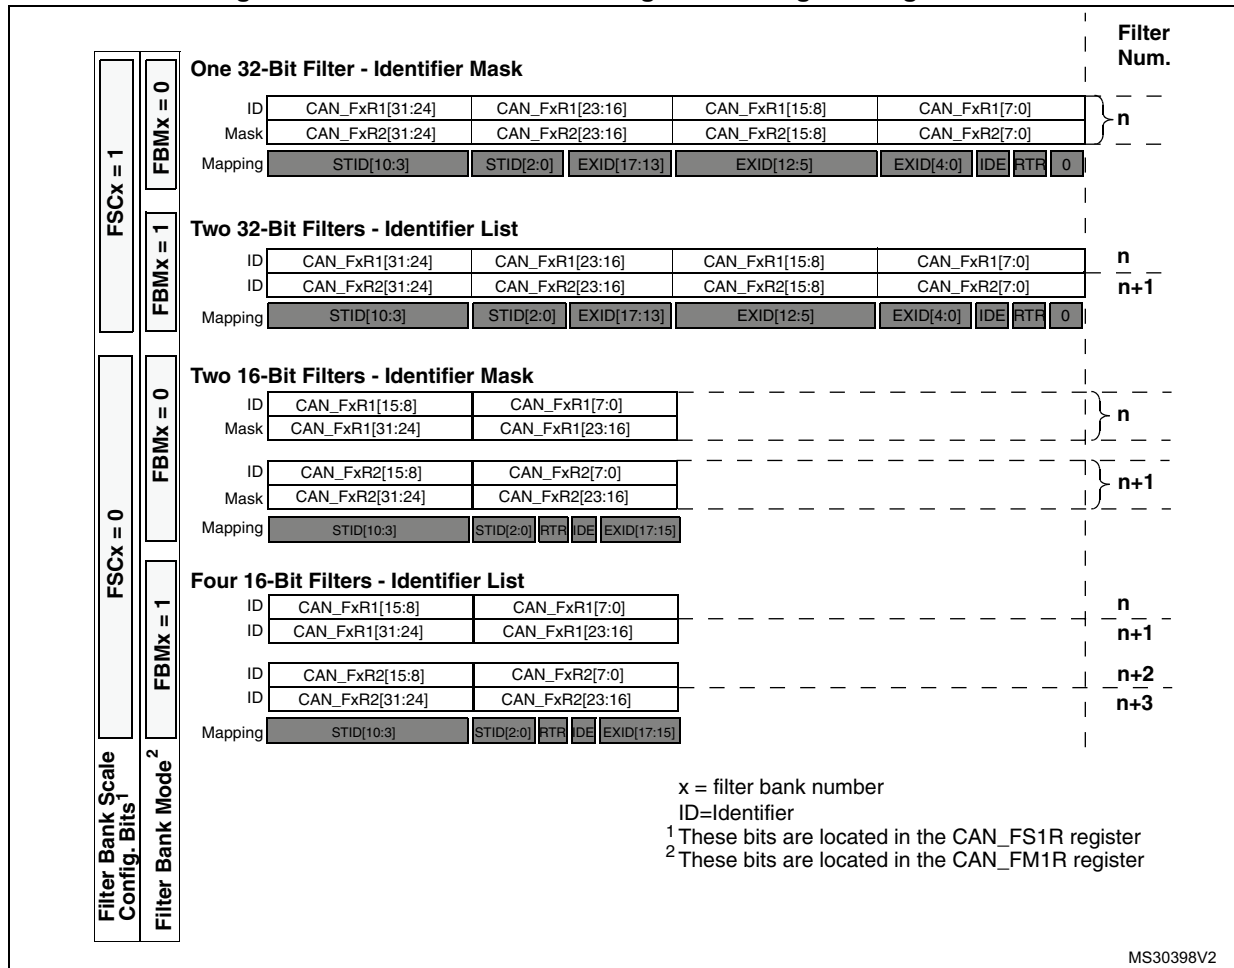 Filter
Num.
One 32-Bit Filter - Identifier Mask
FSCx = 1
FBMx = 0
ID CAN_FxR1[31:24] CAN_FxR1[23:16] CAN_FxR1[15:8] CAN_FxR1[7:0] n
Mask CAN_FxR2[31:24] CAN_FxR2[23:16] CAN_FxR2[15:8] CAN_FxR2[7:0]
Mapping STID[10:3] STID[2:0] EXID[17:13] EXID[12:5] EXID[4:0] IDE RTR 0
Two 32-Bit Filters - Identifier List
FBMx = 1
ID CAN_FxR1[31:24] CAN_FxR1[23:16] CAN_FxR1[15:8] CAN_FxR1[7:0] n
ID CAN_FxR2[31:24] CAN_FxR2[23:16] CAN_FxR2[15:8] CAN_FxR2[7:0] n+1
Mapping STID[10:3] STID[2:0] EXID[17:13] EXID[12:5] EXID[4:0] IDE RTR 0
Two 16-Bit Filters - Identifier Mask
FSCx = 0
FBMx = 0
ID CAN_FxR1[15:8] CAN_FxR1[7:0] n
Mask CAN_FxR1[31:24] CAN_FxR1[23:16]
ID CAN_FxR2[15:8] CAN_FxR2[7:0] n+1
Mask CAN_FxR2[31:24] CAN_FxR2[23:16]
Mapping STID[10:3] STID[2:0] RTR IDE EXID[17:15]
Four 16-Bit Filters - Identifier List
FBMx = 1
ID CAN_FxR1[15:8] CAN_FxR1[7:0] n
ID CAN_FxR1[31:24] CAN_FxR1[23:16] n+1
ID CAN_FxR2[15:8] CAN_FxR2[7:0] n+2
ID CAN_FxR2[31:24] CAN_FxR2[23:16] n+3
Mapping STID[10:3] STID[2:0] RTR IDE EXID[17:15]
Filter Bank Scale
Config. Bits1
Filter Bank Mode2
x = filter bank number
ID=Identifier
1 These bits are located in the CAN_FS1R register
2 These bits are located in the CAN_FM1R register
MS30398V2